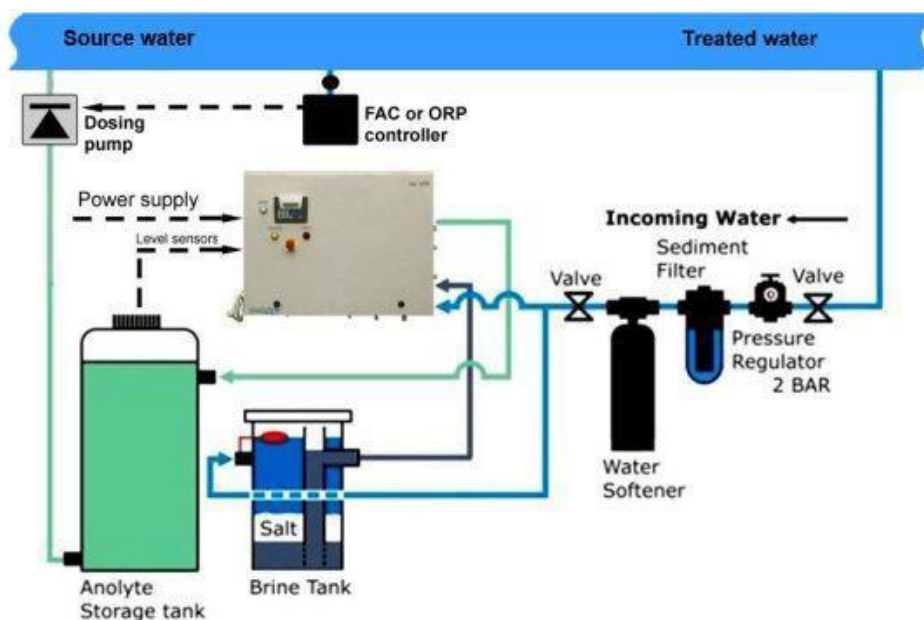 Source water
Treated water
Dosing
pump
FAC or ORP
controller
Power supply
Level sensors
Incoming Water
Sediment
Filter
Valve
Valve
Pressure
Regulator
2 BAR
Water
Softener
Salt
Anolyte
Storage tank
Brine Tank